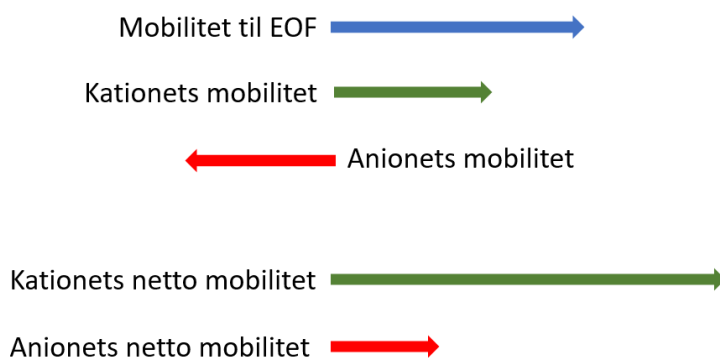 Mobilitet til EOF
Kationets mobilitet
Anionets mobilitet
Kationets netto mobilitet
Anionets netto mobilitet